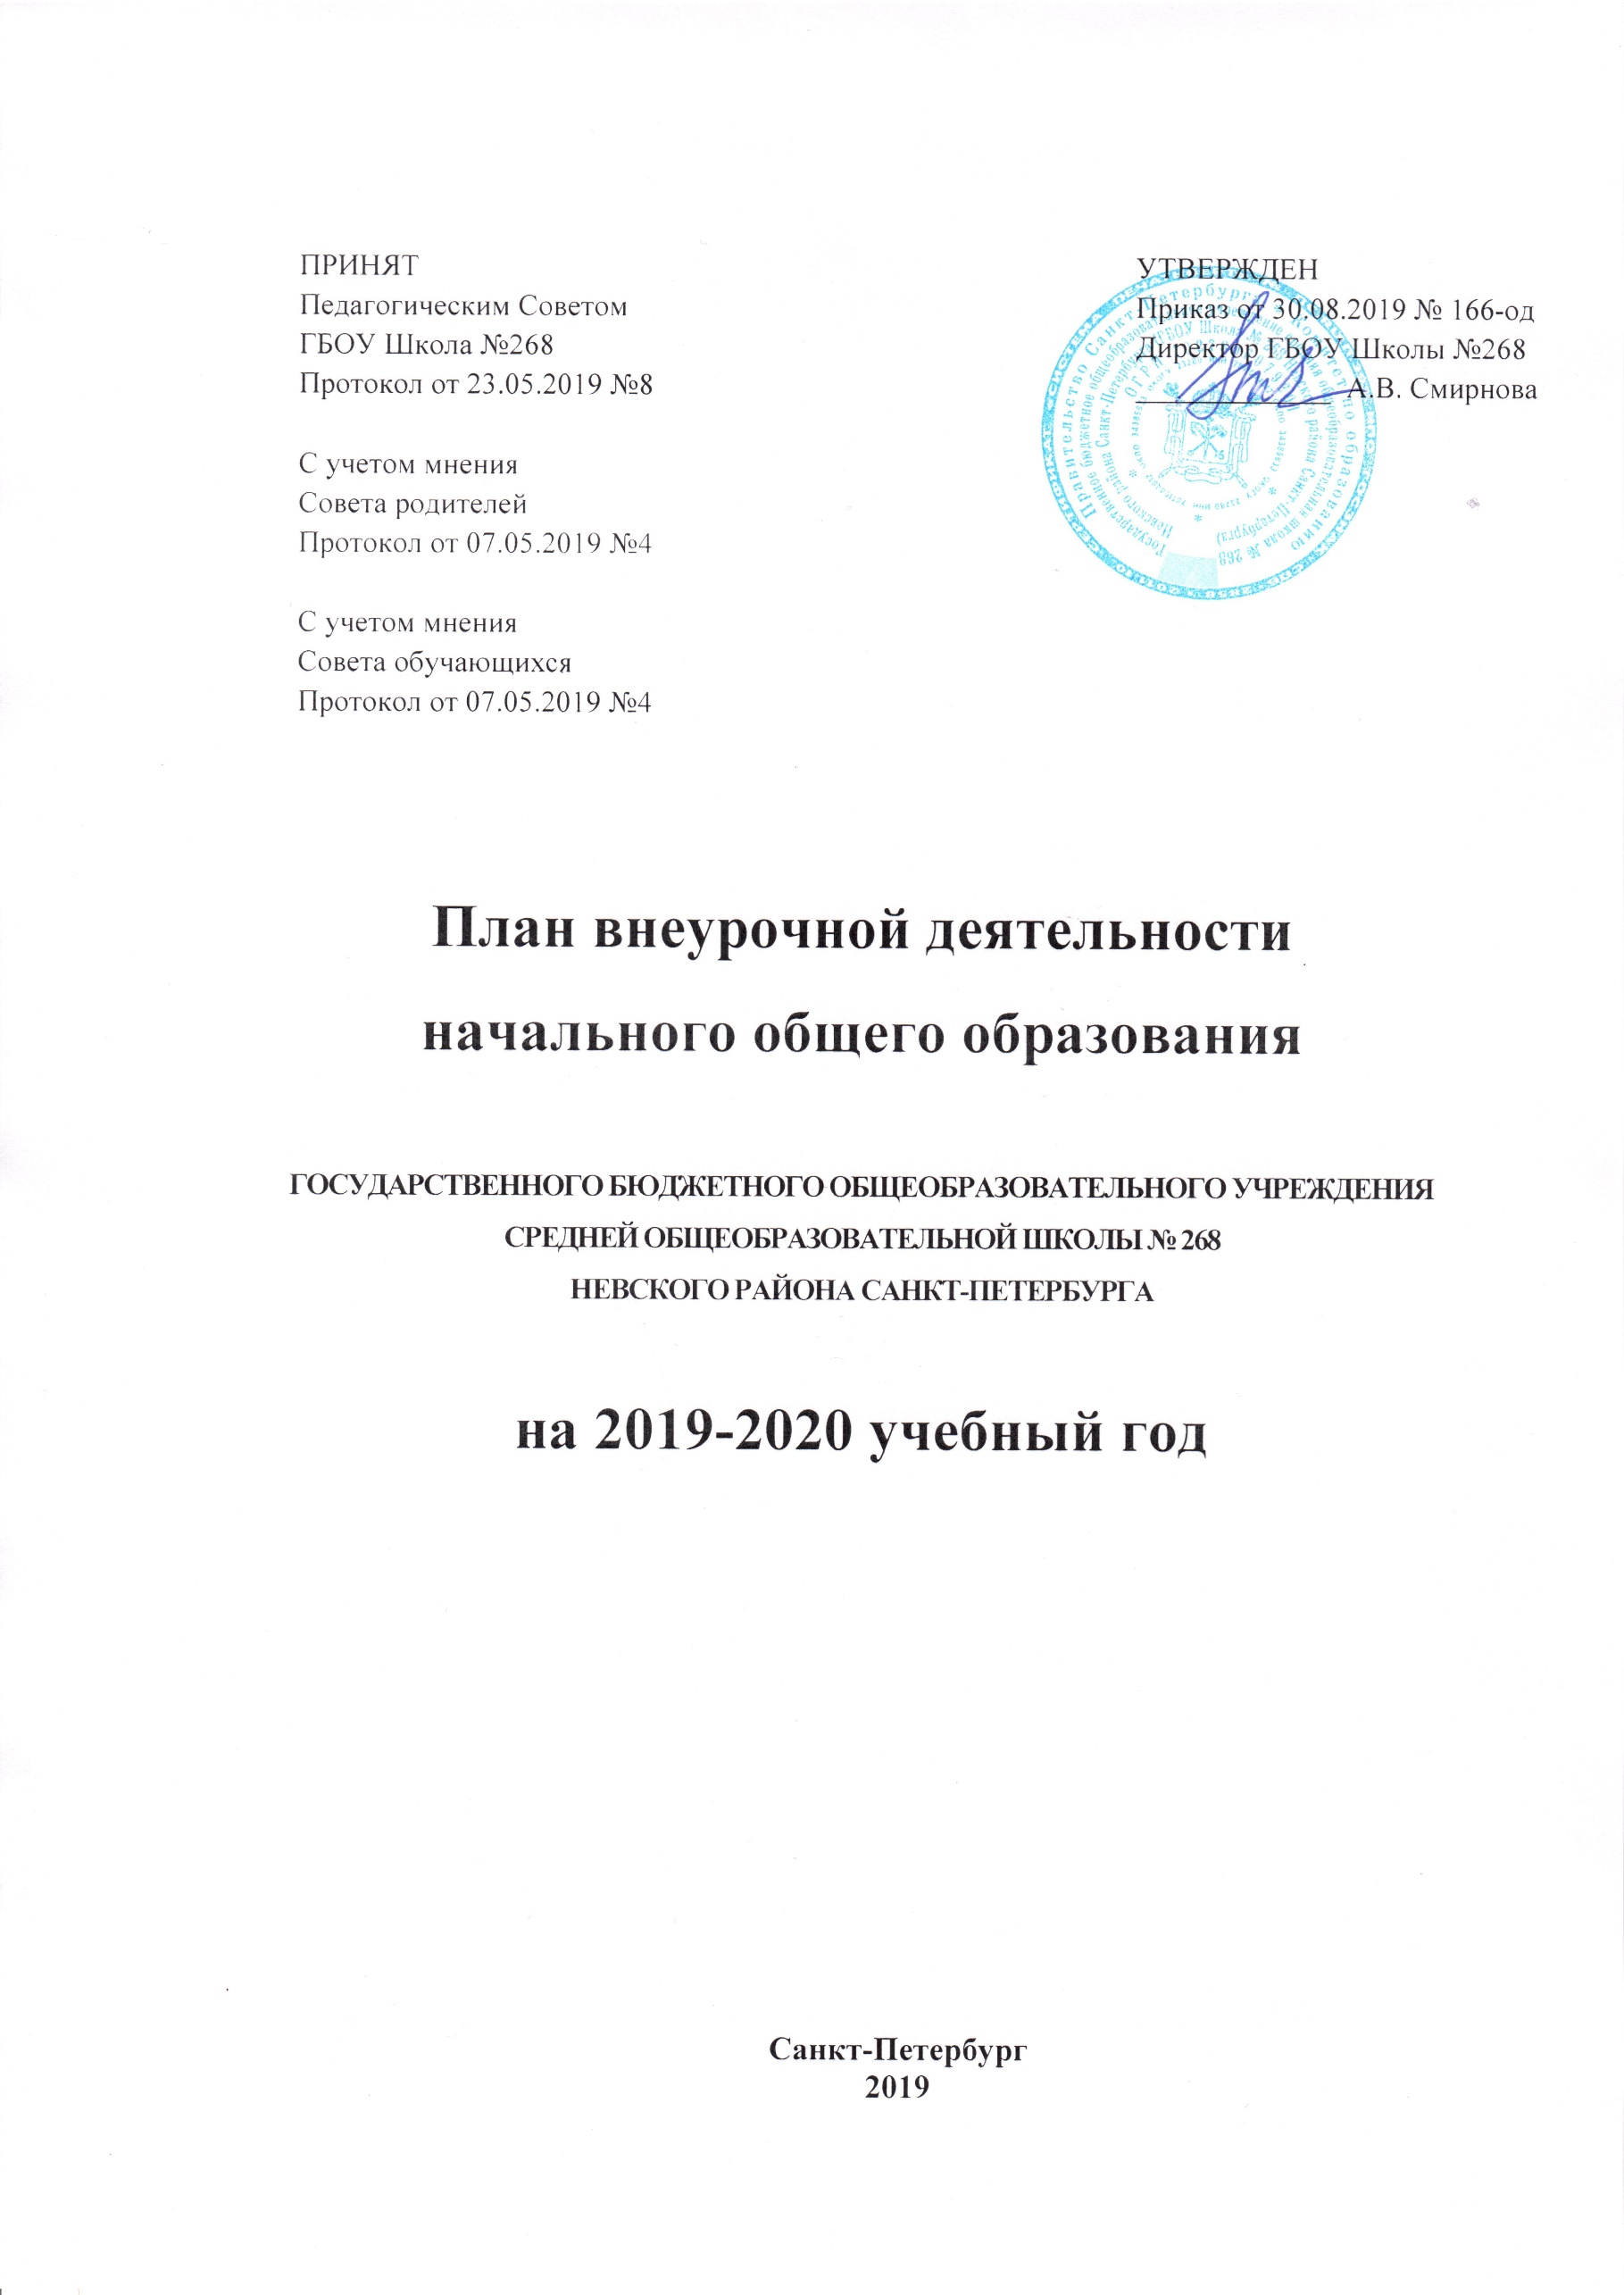 ПРИНЯТ
Педагогическим Советом
ГБОУ Школа №268
Протокол от 23.05.2019 №8
С учетом мнения
Совета родителей
Протокол от 07.05.2019 №4
С учетом мнения
Совета обучающихся
Протокол от 07.05.2019 №4
УТВЕРЖДЕН
Приказ от 30.08.2019 № 166-од
Директор ГБОУ Школы №268
А.В. Смирнова
План внеурочной деятельности
начального общего образования
ГОСУДАРСТВЕННОГО БЮДЖЕТНОГО ОБЩЕОБРАЗОВАТЕЛЬНОГО УЧРЕЖДЕНИЯ
СРЕДНЕЙ ОБЩЕОБРАЗОВАТЕЛЬНОЙ ШКОЛЫ № 268
НЕВСКОГО РАЙОНА САНКТ-ПЕТЕРБУРГА
на 2019-2020 учебный год
Санкт-Петербург
2019